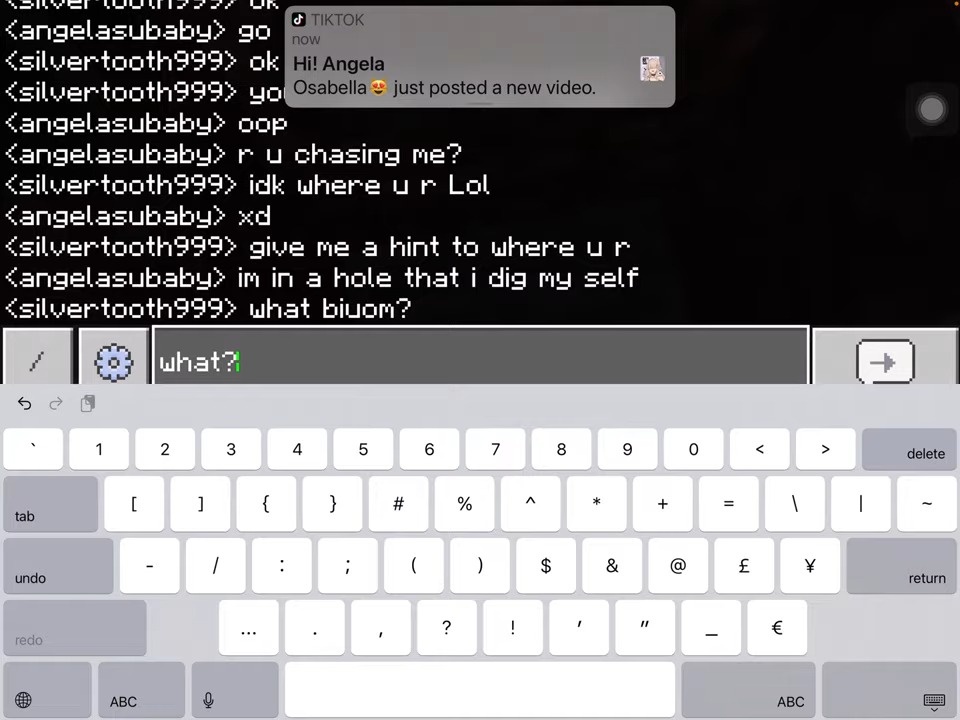 <silvertooth999> ok
<angelasubaby> go
<silvertooth999> ok
<silvertooth999>
<angelasubaby> oop
<angelasubaby> r u chasing me?
<silvertooth999> idk where u r Lol
<angelasubaby> xd
<silvertooth999> give me a hint to where u r
<angelasubaby> im in a hole that i dig my self
<silvertooth999> what biuom?
TIKTOK
now
Hi! Angela
Osabella😍 just posted a new video.
/
what?
` 1 2 3 4 5 6 7 8 9 0 < > delete
tab [ ] { } # % ^ * + = \ | ~
undo - / : ; ( ) $ & @ £ ¥ return
redo ... . , ? ! ' " _ €
ABC ABC